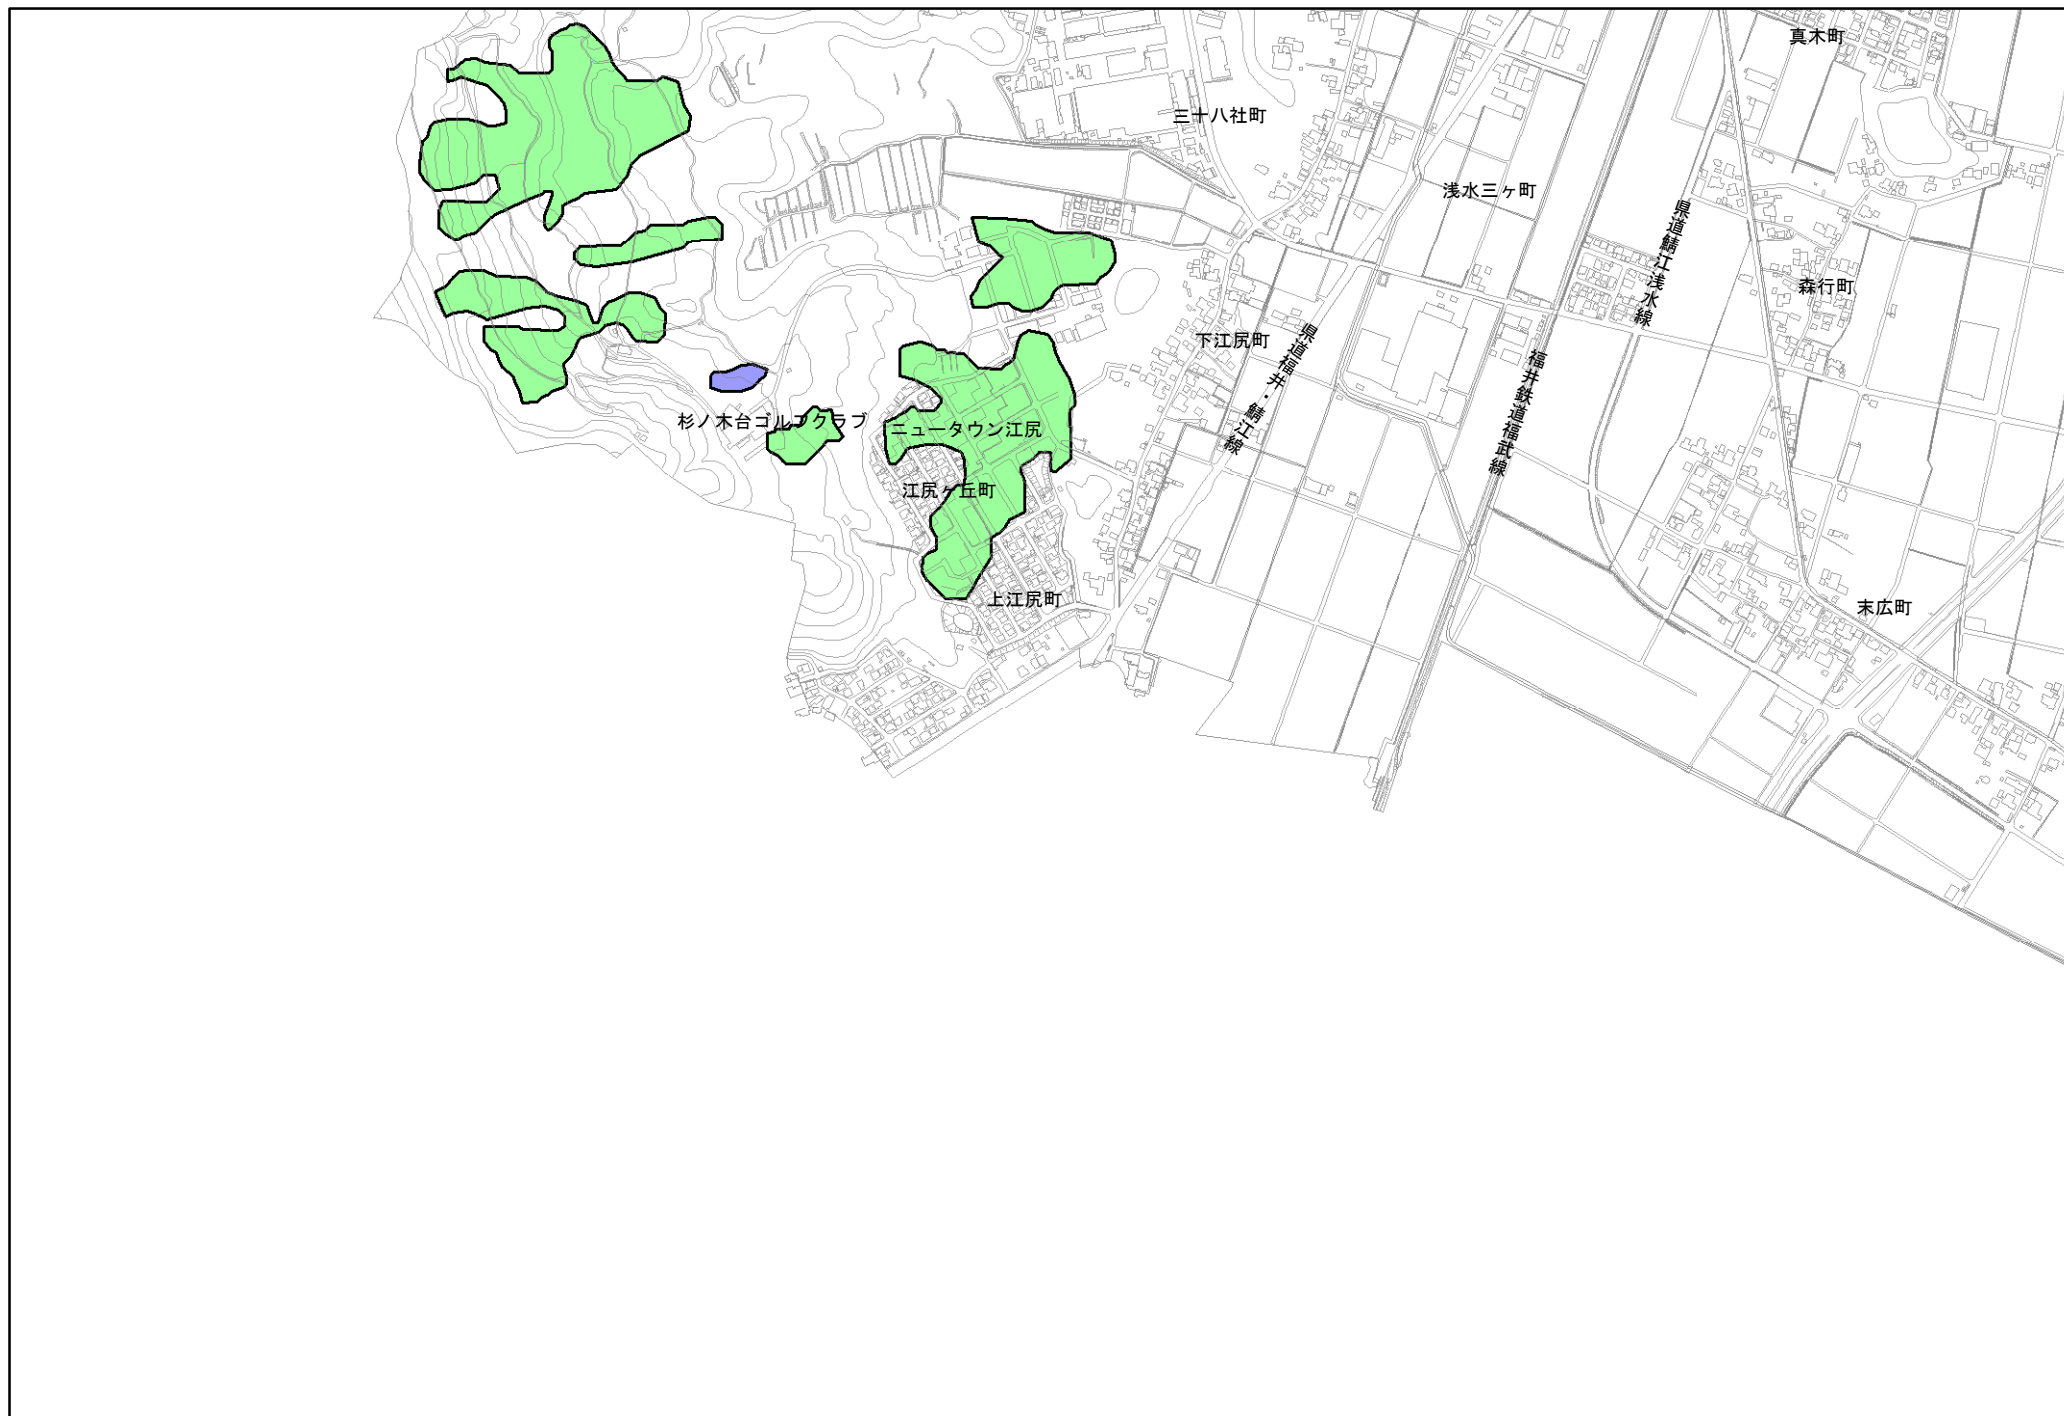 真木町
三十八社町
浅水三ヶ町
県道鯖江浅水線
森行町
下江尻町
県道福井・鯖江線
福井鉄道福武線
杉ノ木台ゴルフクラブ
ニュータウン江尻
江尻ヶ丘町
上江尻町
末広町